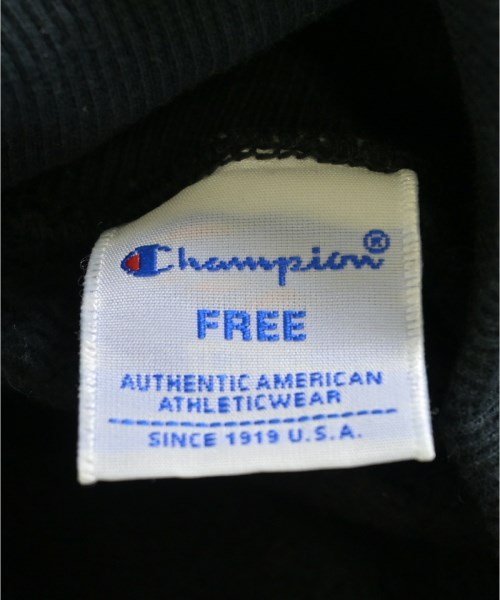 Champion®
FREE
AUTHENTIC AMERICAN
ATHLETICWEAR
SINCE 1919 U.S.A.